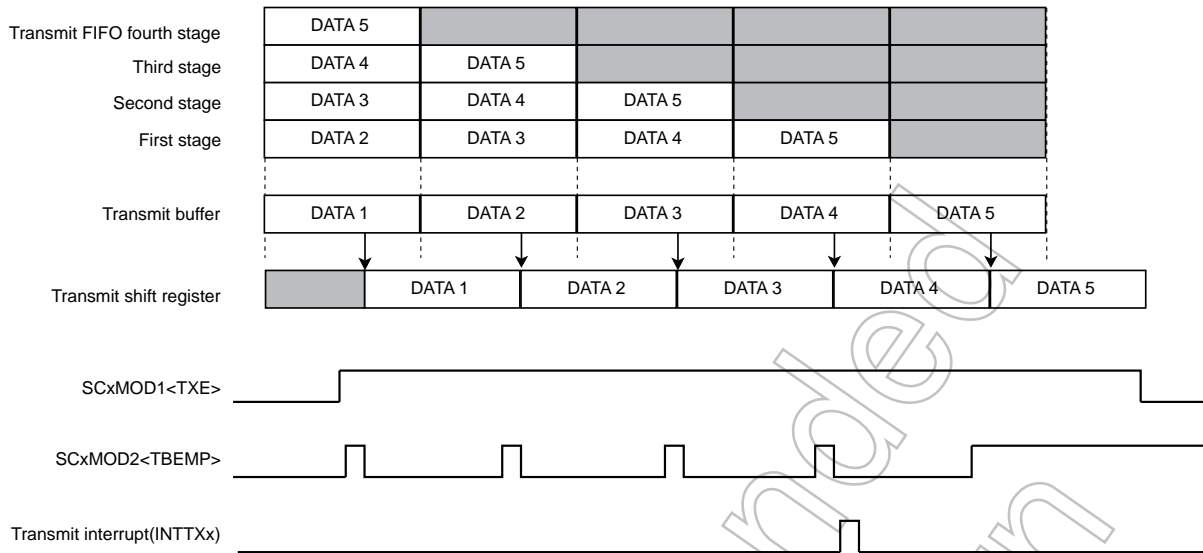 Transmit FIFO fourth stage DATA 5
Third stage DATA 4 DATA 5
Second stage DATA 3 DATA 4 DATA 5
First stage DATA 2 DATA 3 DATA 4 DATA 5
Transmit buffer DATA 1 DATA 2 DATA 3 DATA 4 DATA 5
Transmit shift register DATA 1 DATA 2 DATA 3 DATA 4 DATA 5
SCxMOD1<TXE>
SCxMOD2<TBEMP>
Transmit interrupt(INTTXx)